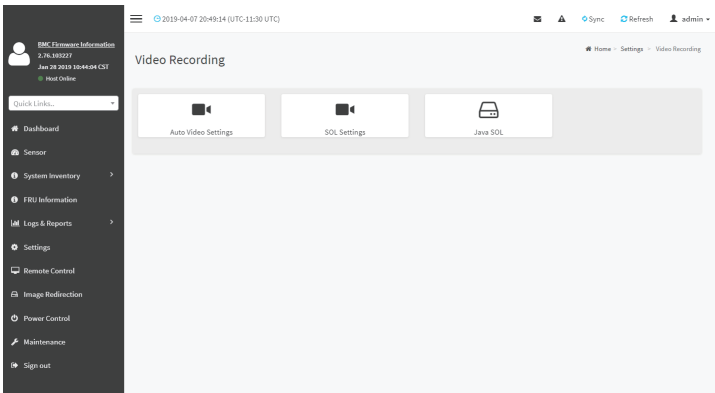 BMC Firmware Information
2.76.103227
Jan 28 2019 10:44:04 CST
Host Online
Quick Links..
Dashboard
Sensor
System Inventory
FRU Information
Logs & Reports
Settings
Remote Control
Image Redirection
Power Control
Maintenance
Sign out
2019-04-07 20:49:14 (UTC-11:30 UTC)
Sync
Refresh
admin
Video Recording
Home > Settings > Video Recording
Auto Video Settings
SOL Settings
Java SOL